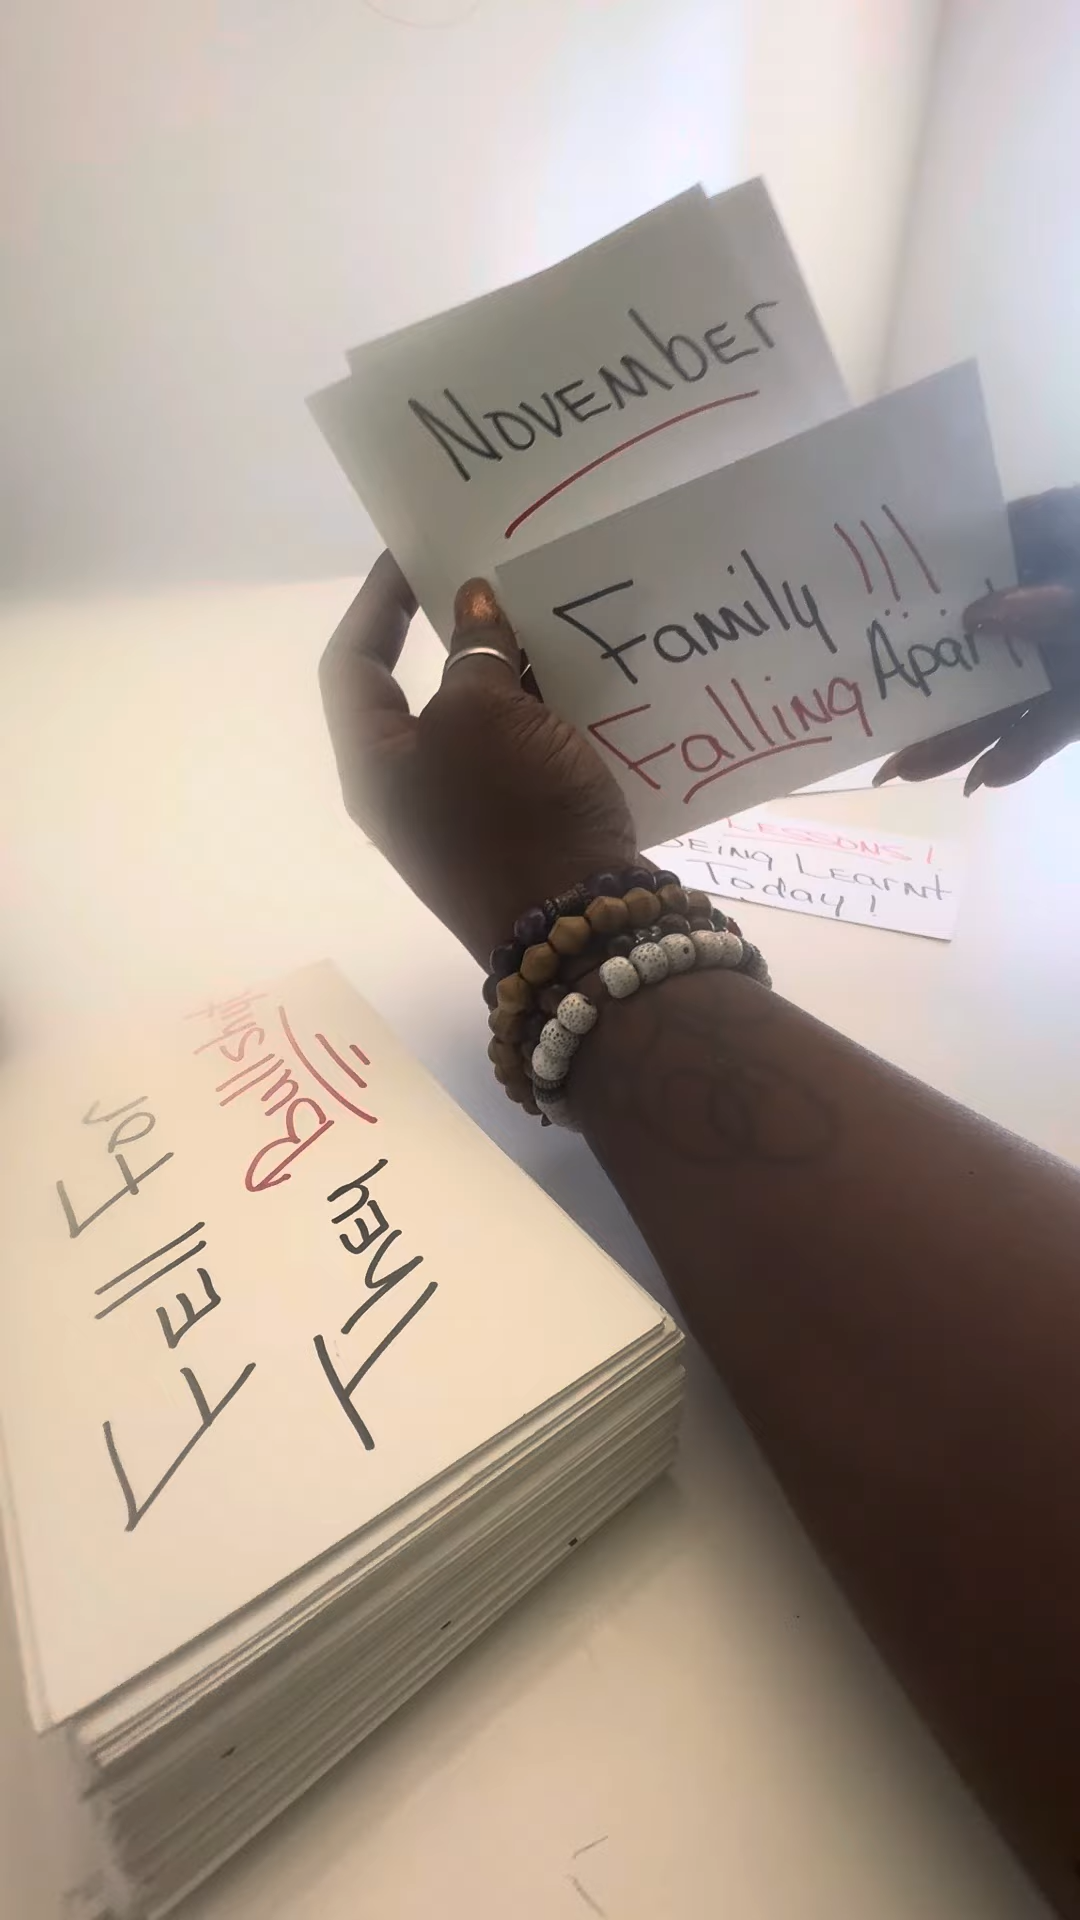 November
Family !!!
Falling Apart
LESSONS!
BEING LEARNT
Today!
THEY
FELL For
Bullshit!!!